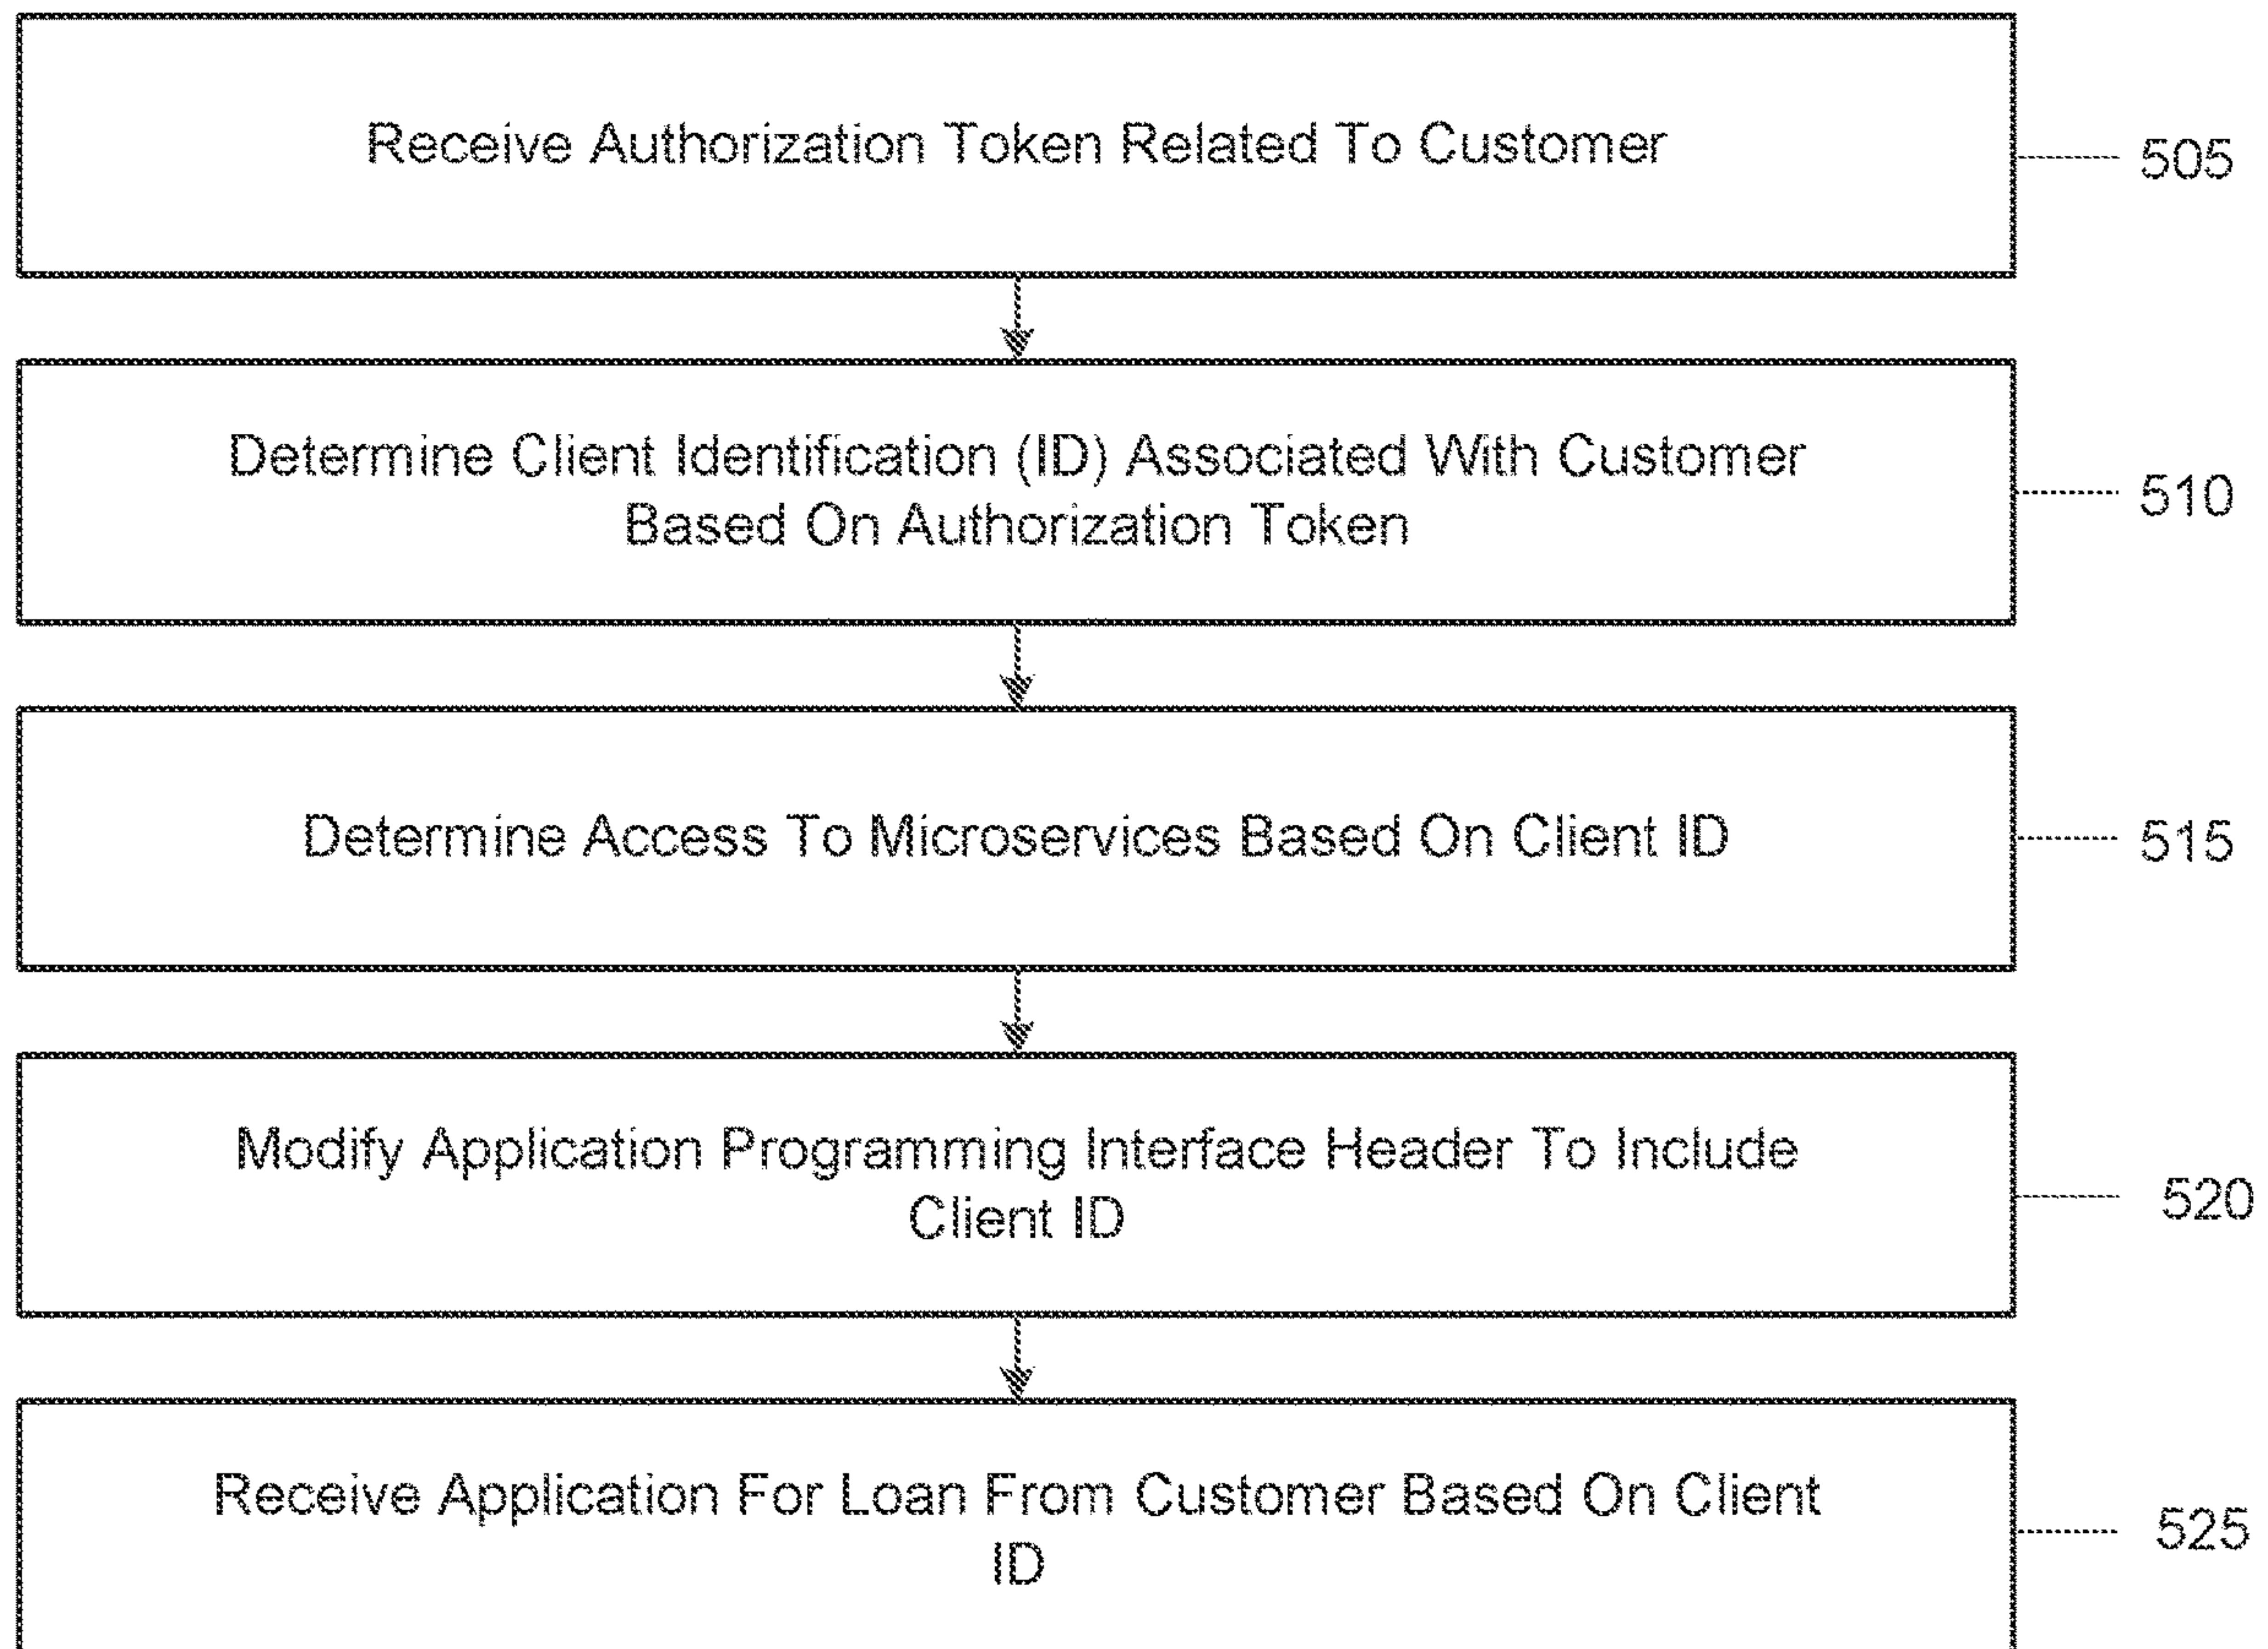 Receive Authorization Token Related To Customer
505
Determine Client Identification (ID) Associated With Customer
Based On Authorization Token
510
Determine Access To Microservices Based On Client ID
515
Modify Application Programming Interface Header To Include
Client ID
520
Receive Application For Loan From Customer Based On Client
ID
525